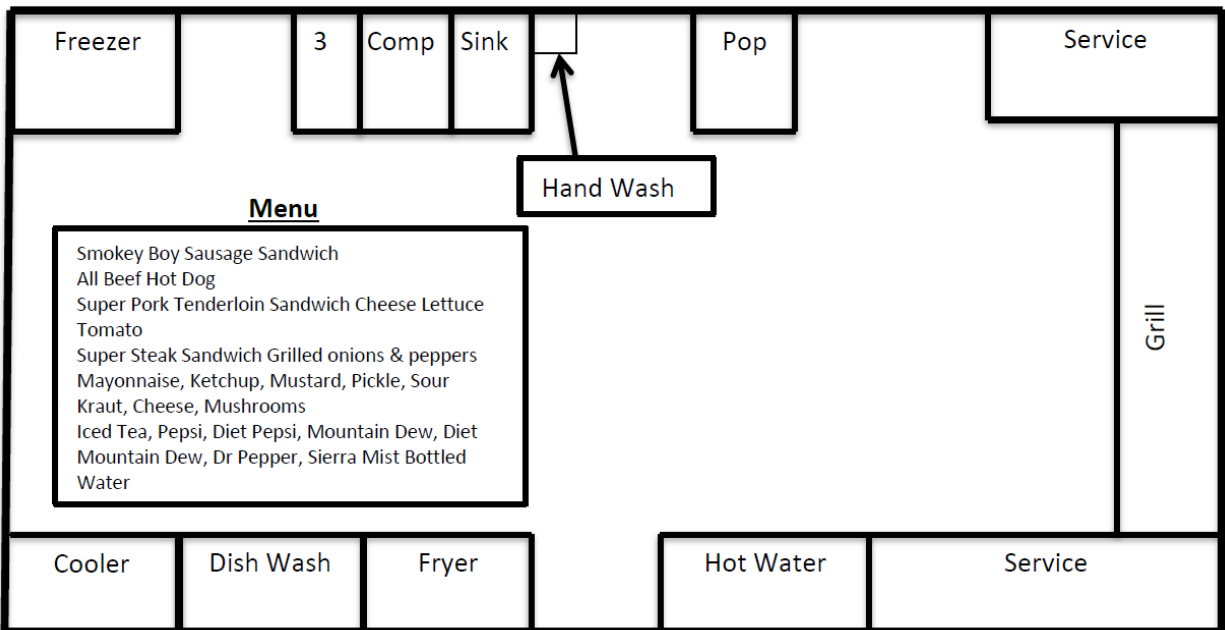 Freezer
3 Comp Sink
Pop
Service
Hand Wash
Menu
Smokey Boy Sausage Sandwich
All Beef Hot Dog
Super Pork Tenderloin Sandwich Cheese Lettuce
Tomato
Super Steak Sandwich Grilled onions & peppers
Mayonnaise, Ketchup, Mustard, Pickle, Sour
Kraut, Cheese, Mushrooms
Iced Tea, Pepsi, Diet Pepsi, Mountain Dew, Diet
Mountain Dew, Dr Pepper, Sierra Mist Bottled
Water
Grill
Cooler
Dish Wash
Fryer
Hot Water
Service